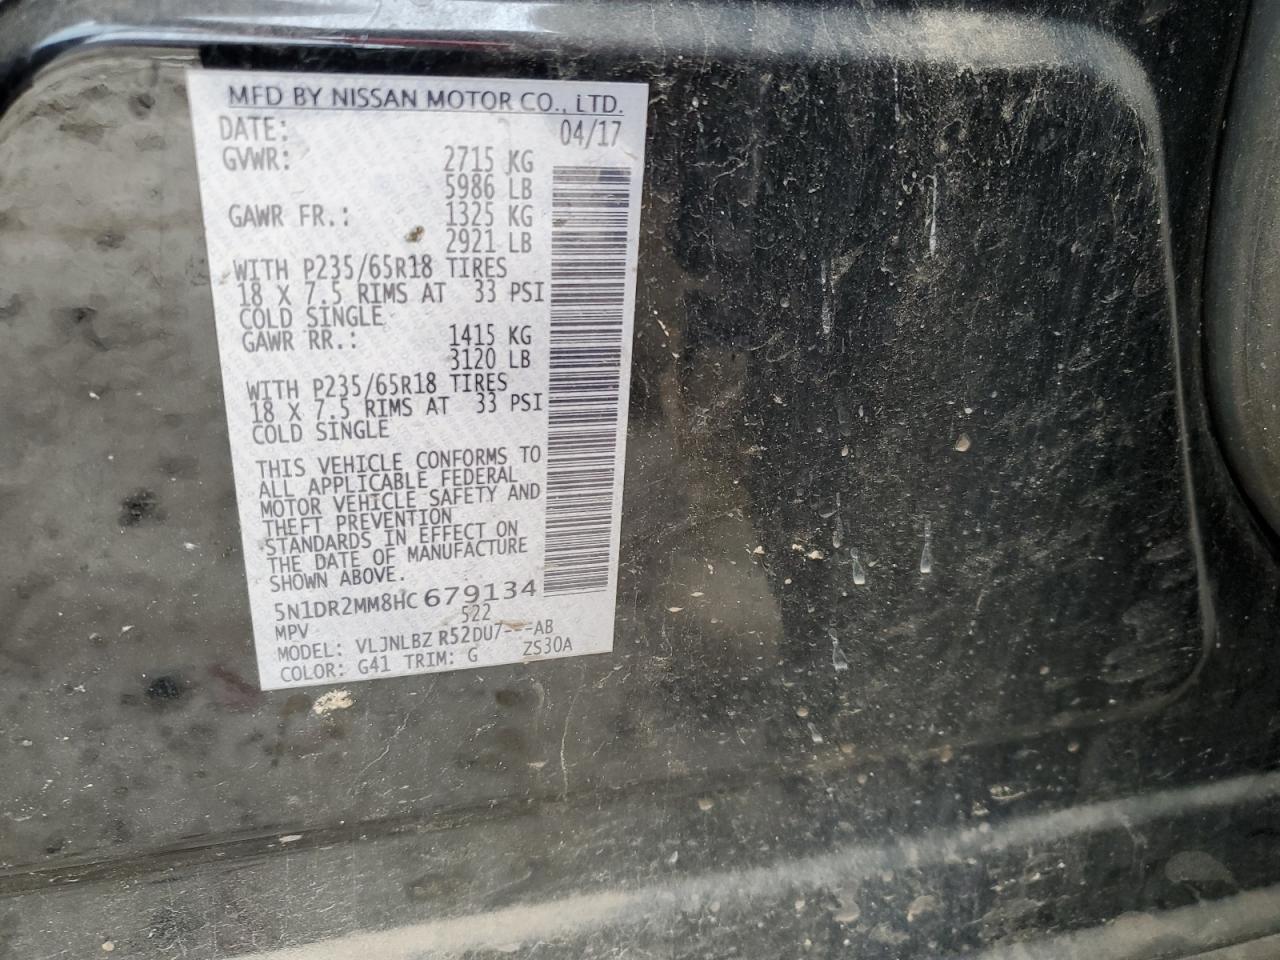 MFD BY NISSAN MOTOR CO., LTD.
DATE: 04/17
GVWR: 2715 KG
5986 LB
GAWR FR.: 1325 KG
2921 LB
WITH P235/65R18 TIRES
18 X 7.5 RIMS AT 33 PSI
COLD SINGLE
GAWR RR.: 1415 KG
3120 LB
WITH P235/65R18 TIRES
18 X 7.5 RIMS AT 33 PSI
COLD SINGLE
THIS VEHICLE CONFORMS TO
ALL APPLICABLE FEDERAL
MOTOR VEHICLE SAFETY AND
THEFT PREVENTION
STANDARDS IN EFFECT ON
THE DATE OF MANUFACTURE
SHOWN ABOVE.
5N1DR2MM8HC679134
MPV 522
MODEL: VLJNLBZ R52DU7---AB
COLOR: G41 TRIM: G ZS30A